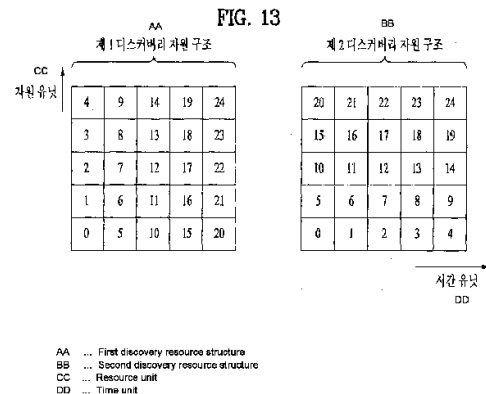 FIG. 13
AA
BB
제1디스커버리 자원 구조
제2디스커버리 자원 구조
CC
자원 유닛
4 9 14 19 24
3 8 13 18 23
2 7 12 17 22
1 6 11 16 21
0 5 10 15 20
20 21 22 23 24
15 16 17 18 19
10 11 12 13 14
5 6 7 8 9
0 1 2 3 4
시간 유닛
DD
AA ... First discovery resource structure
BB ... Second discovery resource structure
CC ... Resource unit
DD ... Time unit